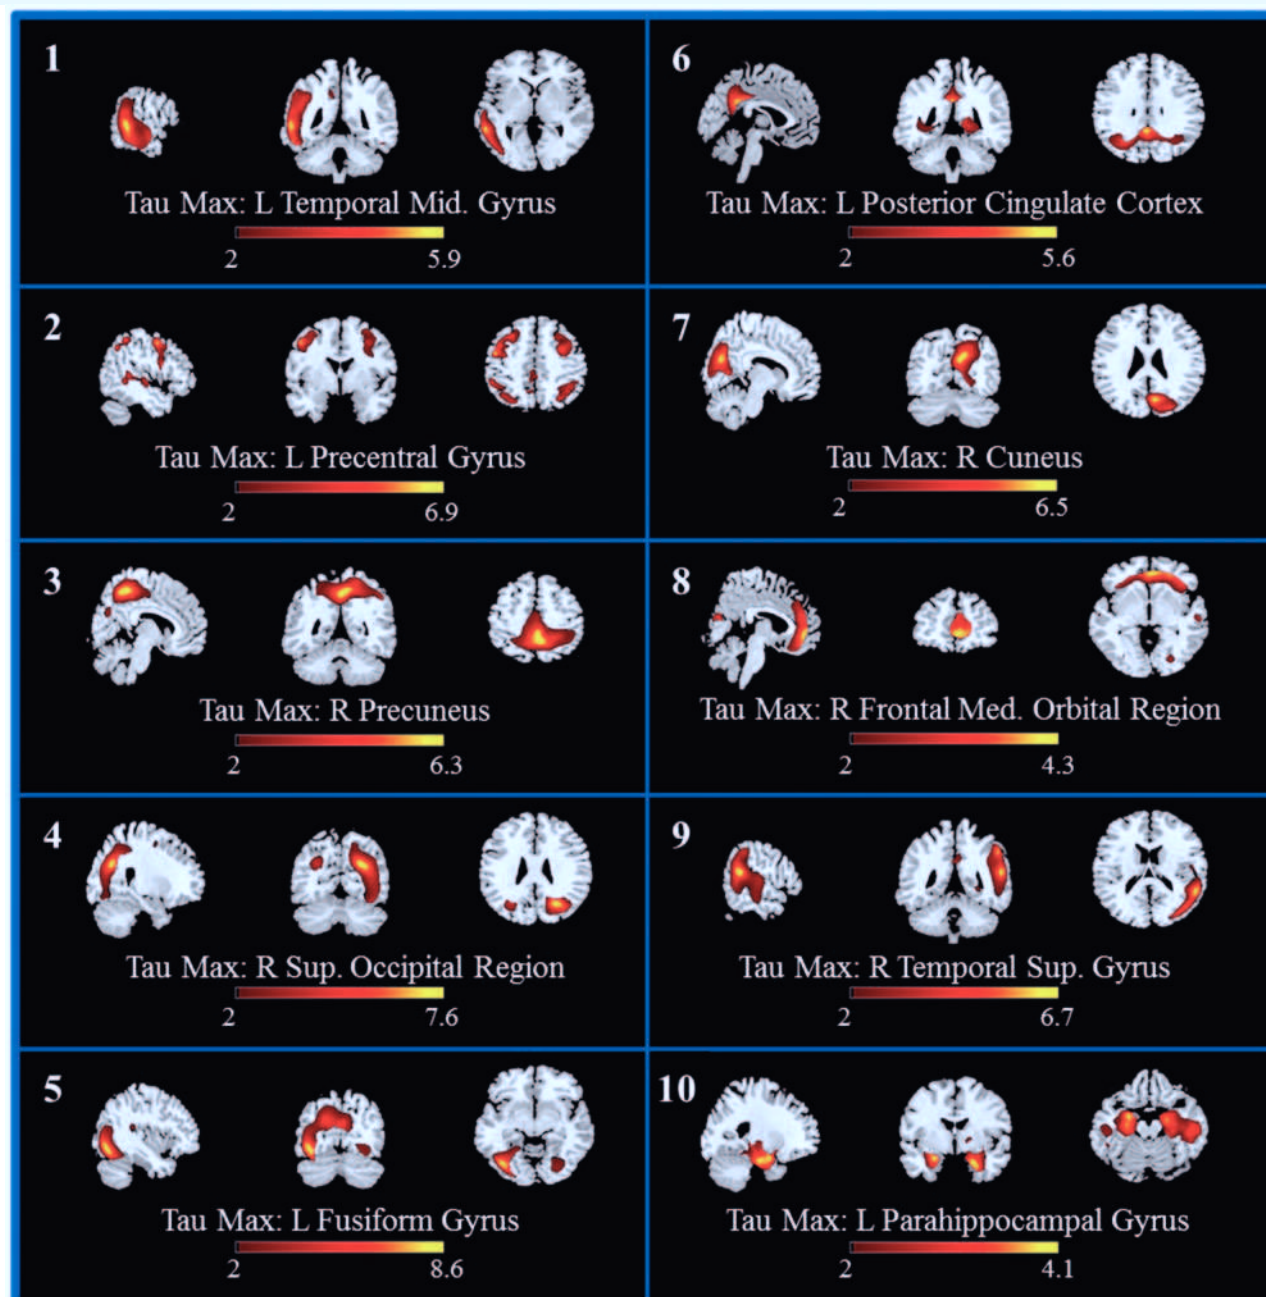 1
Tau Max: L Temporal Mid. Gyrus
2 5.9
2
Tau Max: L Precentral Gyrus
2 6.9
3
Tau Max: R Precuneus
2 6.3
4
Tau Max: R Sup. Occipital Region
2 7.6
5
Tau Max: L Fusiform Gyrus
2 8.6
6
Tau Max: L Posterior Cingulate Cortex
2 5.6
7
Tau Max: R Cuneus
2 6.5
8
Tau Max: R Frontal Med. Orbital Region
2 4.3
9
Tau Max: R Temporal Sup. Gyrus
2 6.7
10
Tau Max: L Parahippocampal Gyrus
2 4.1